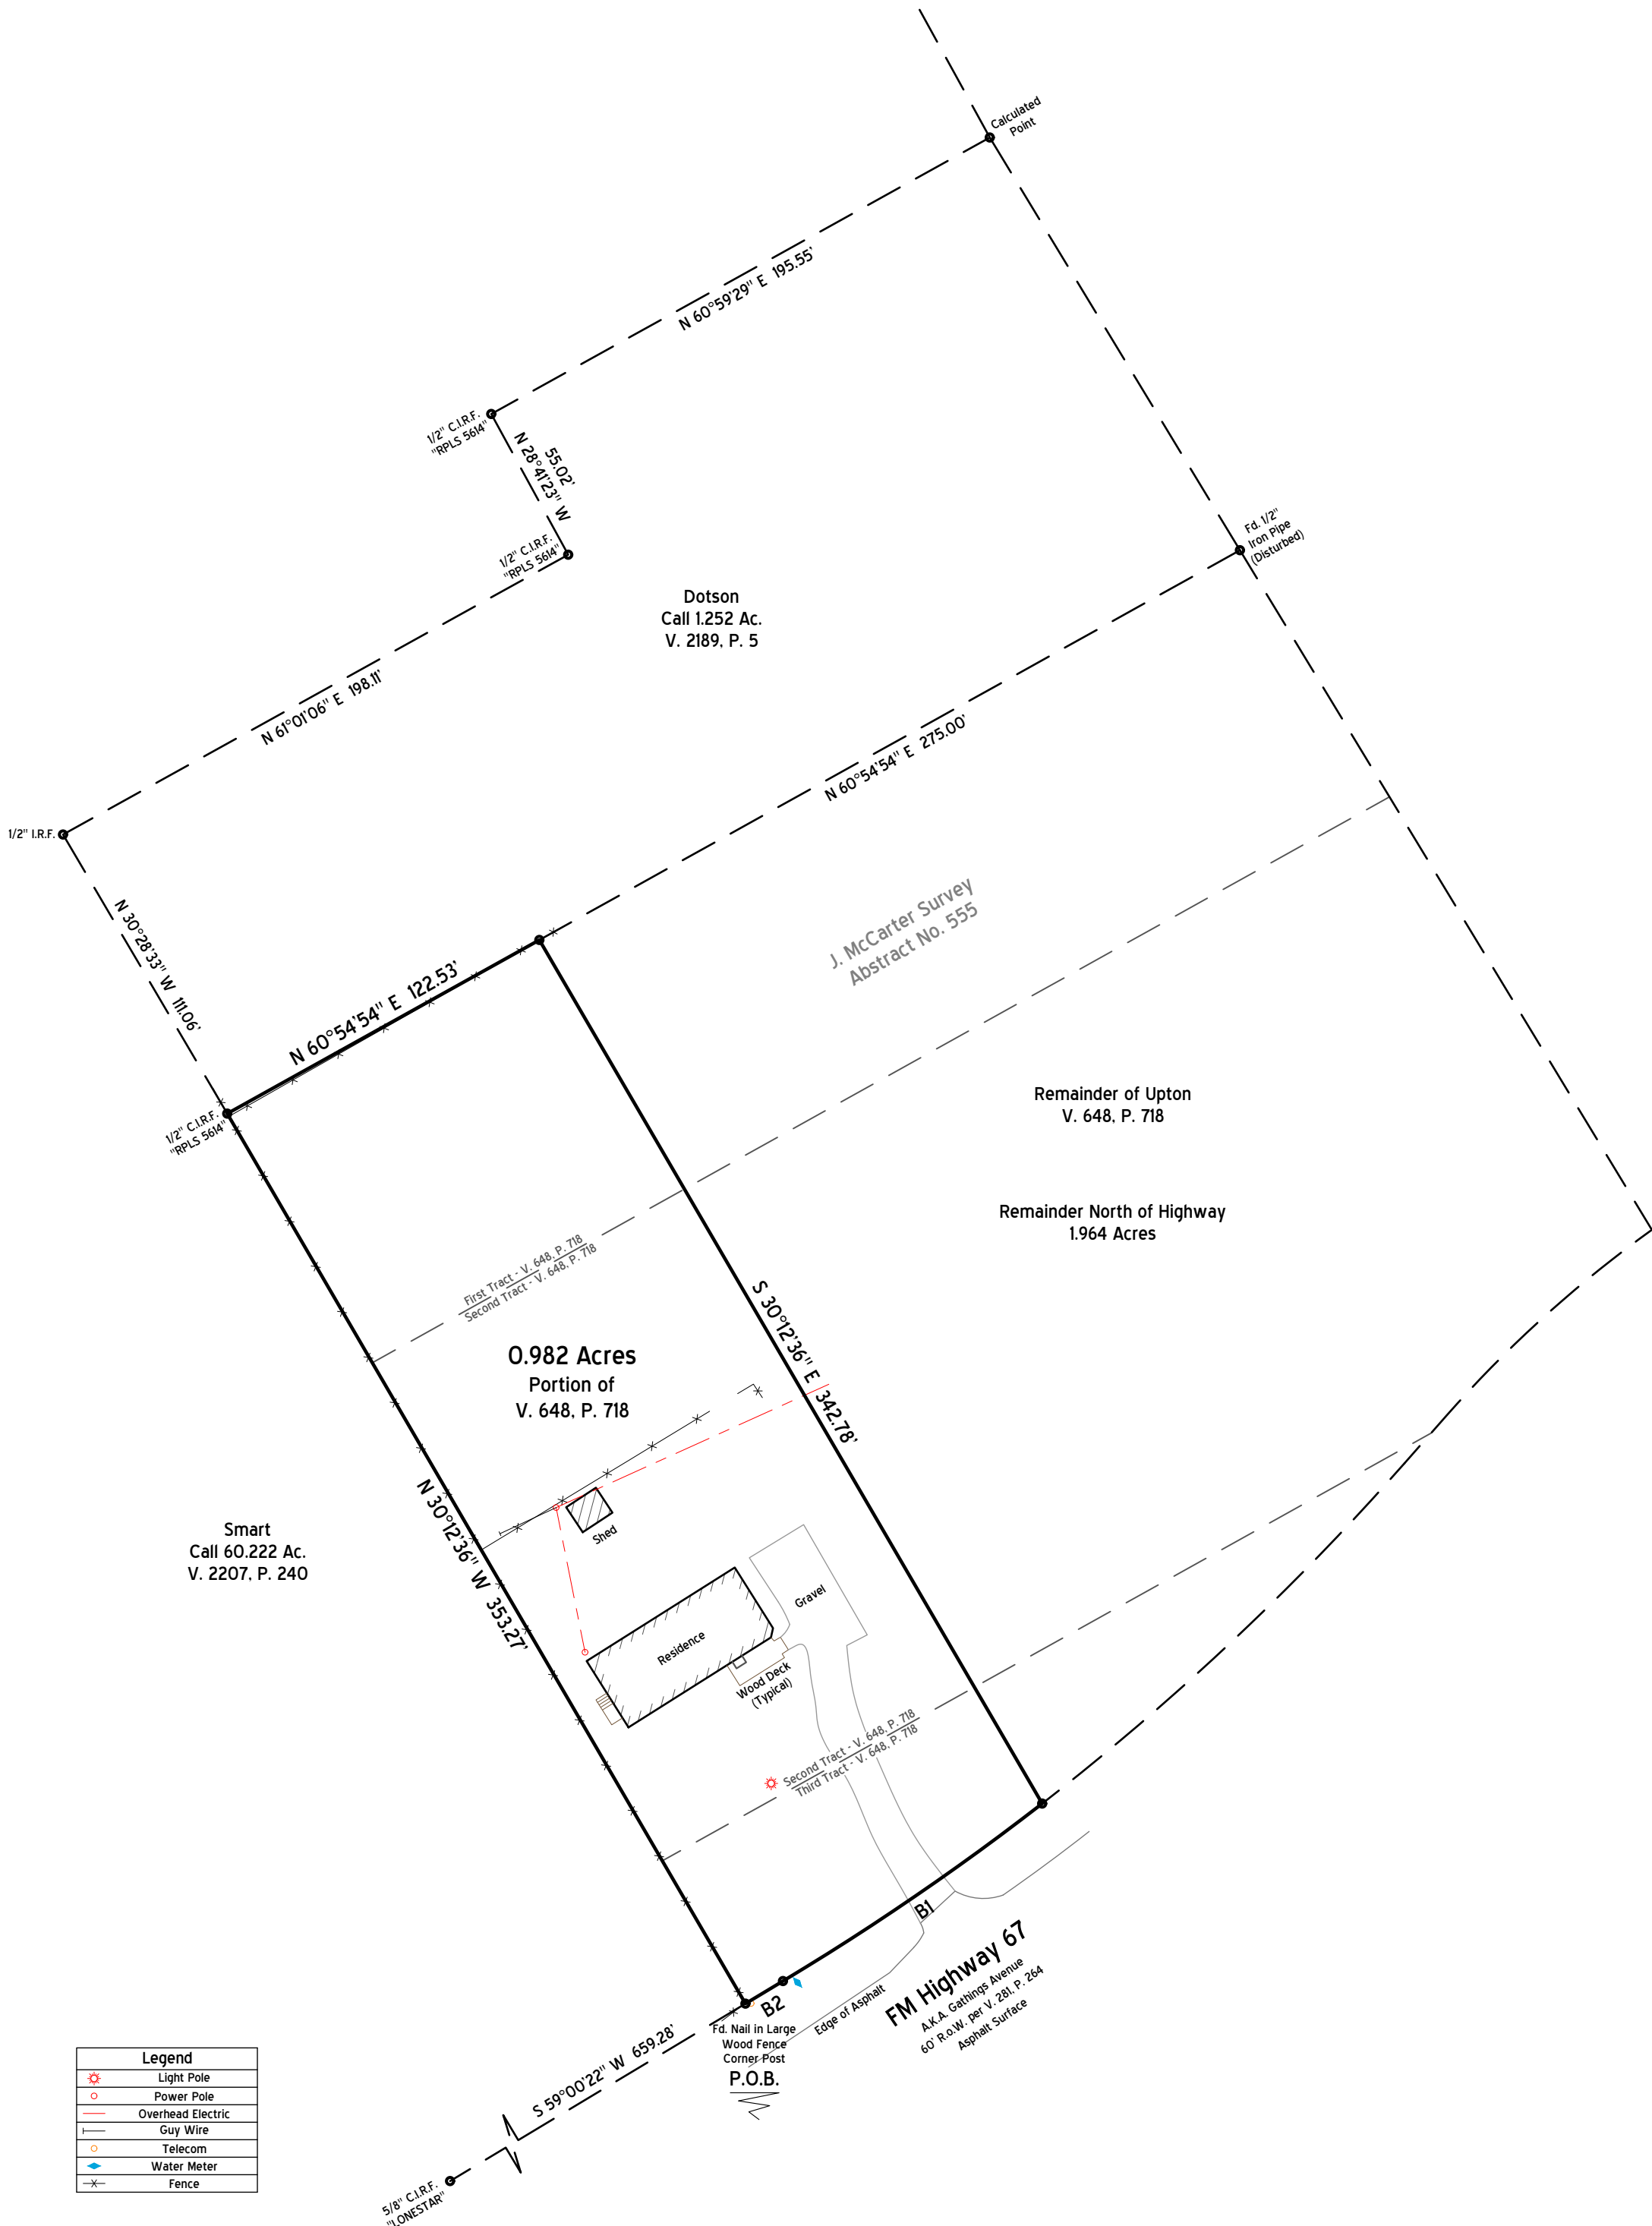 Calculated
Point
N 60°59'29" E 195.55'
1/2" C.I.R.F.
"RPLS 5614"
55.02'
N 28°41'23" W
1/2" C.I.R.F.
"RPLS 5614"
Fd. 1/2"
Iron Pipe
(Disturbed)
Dotson
Call 1.252 Ac.
V. 2189, P. 5
N 61°01'06" E 198.11'
N 60°54'54" E 275.00'
1/2" I.R.F.
N 30°28'33" W 111.06'
J. McCarter Survey
Abstract No. 555
N 60°54'54" E 122.53'
1/2" C.I.R.F.
"RPLS 5614"
Remainder of Upton
V. 648, P. 718
Remainder North of Highway
1.964 Acres
First Tract - V. 648, P. 718
Second Tract - V. 648, P. 718
S 30°12'36" E 342.78'
0.982 Acres
Portion of
V. 648, P. 718
N 30°12'36" W 353.27'
Smart
Call 60.222 Ac.
V. 2207, P. 240
Shed
Gravel
Residence
Wood Deck
(Typical)
Second Tract - V. 648, P. 718
Third Tract - V. 648, P. 718
B1
B2
FM Highway 67
A.K.A. Gathings Avenue
60' R.o.W. per V. 281, P. 264
Asphalt Surface
Edge of Asphalt
Fd. Nail in Large
Wood Fence
Corner Post
P.O.B.
S 59°00'22" W 659.28'
5/8" C.I.R.F.
"LONESTAR"
Legend
Light Pole
Power Pole
Overhead Electric
Guy Wire
Telecom
Water Meter
Fence